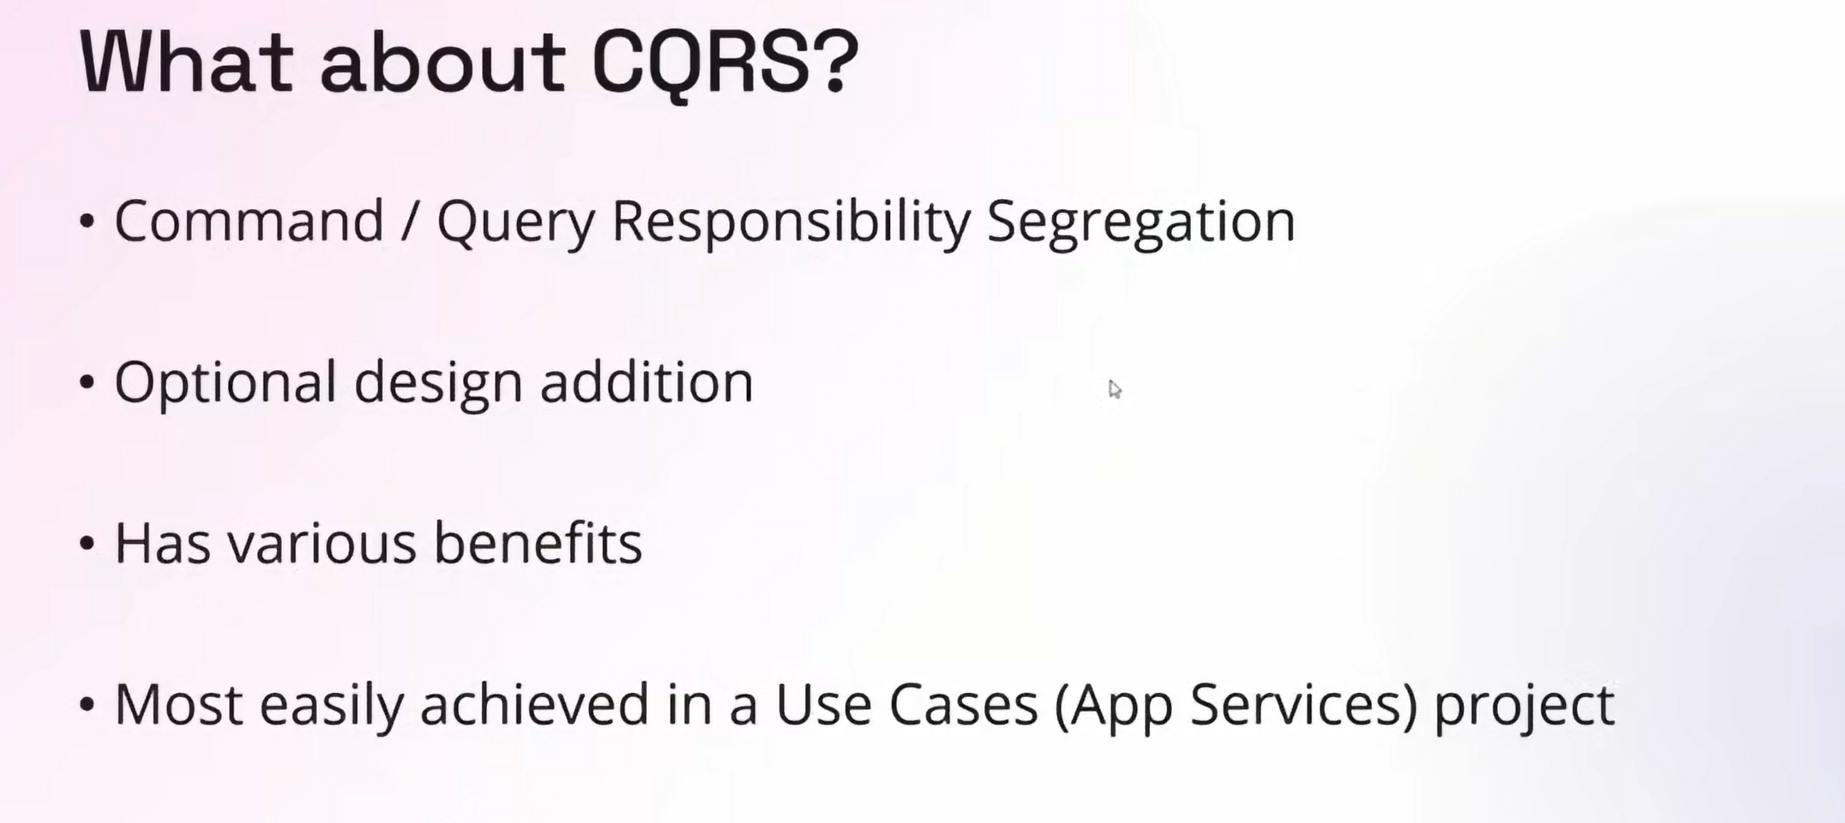 What about CQRS?
• Command / Query Responsibility Segregation
• Optional design addition
• Has various benefits
• Most easily achieved in a Use Cases (App Services) project